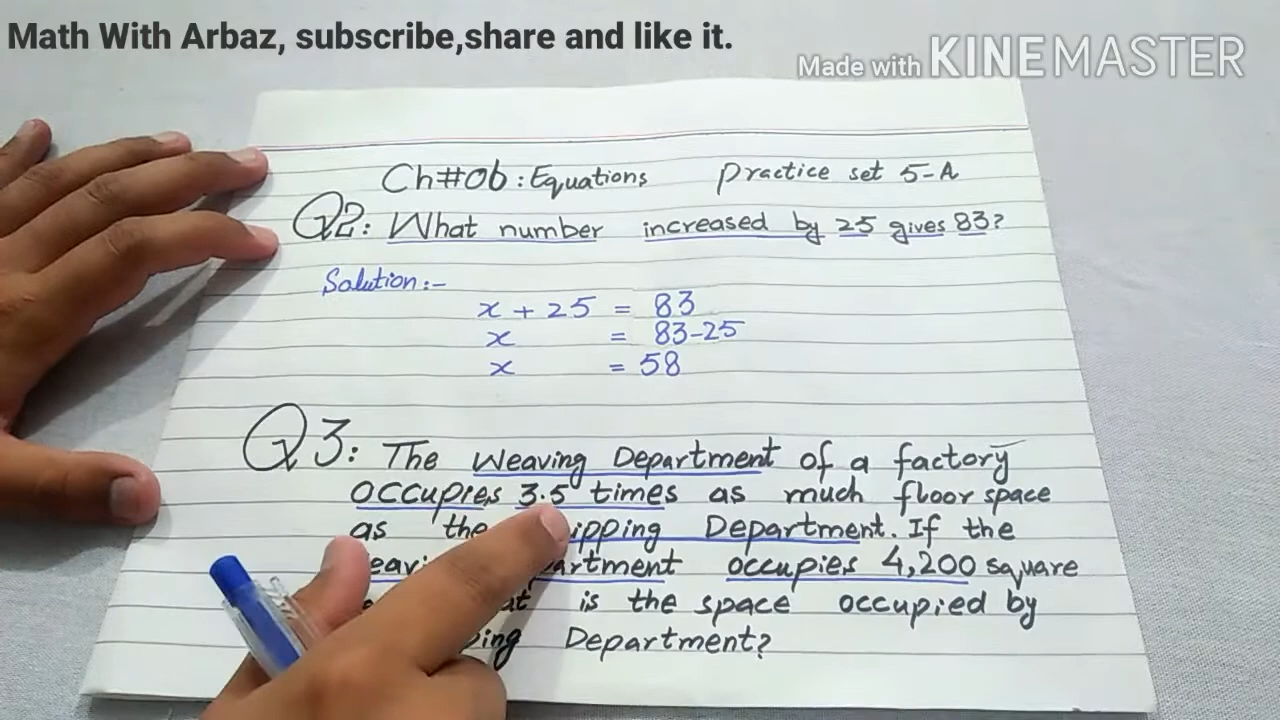 Math With Arbaz, subscribe,share and like it.
Made with KINEMASTER
Ch#06: Equations Practice set 5-A
Q2: What number increased by 25 gives 83?
Solution:-
x + 25 = 83
x = 83-25
x = 58
Q3: The Weaving Department of a factory
occupies 3.5 times as much floor space
as the Department. If the
occupies 4,200 square
is the space occupied by
Department?